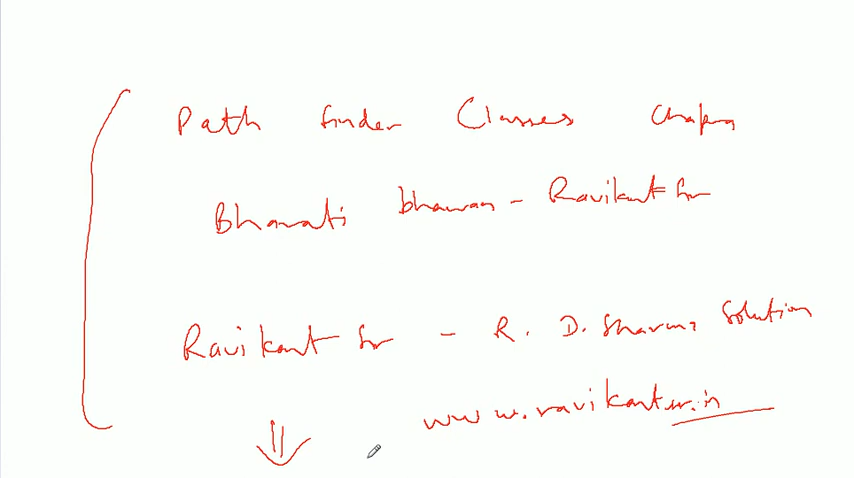 Path finder Classes Chapra
Bharati bhawan - Ravikant Sir
Ravikant Sir - R. D. Sharma Solution
www.ravikantsir.in